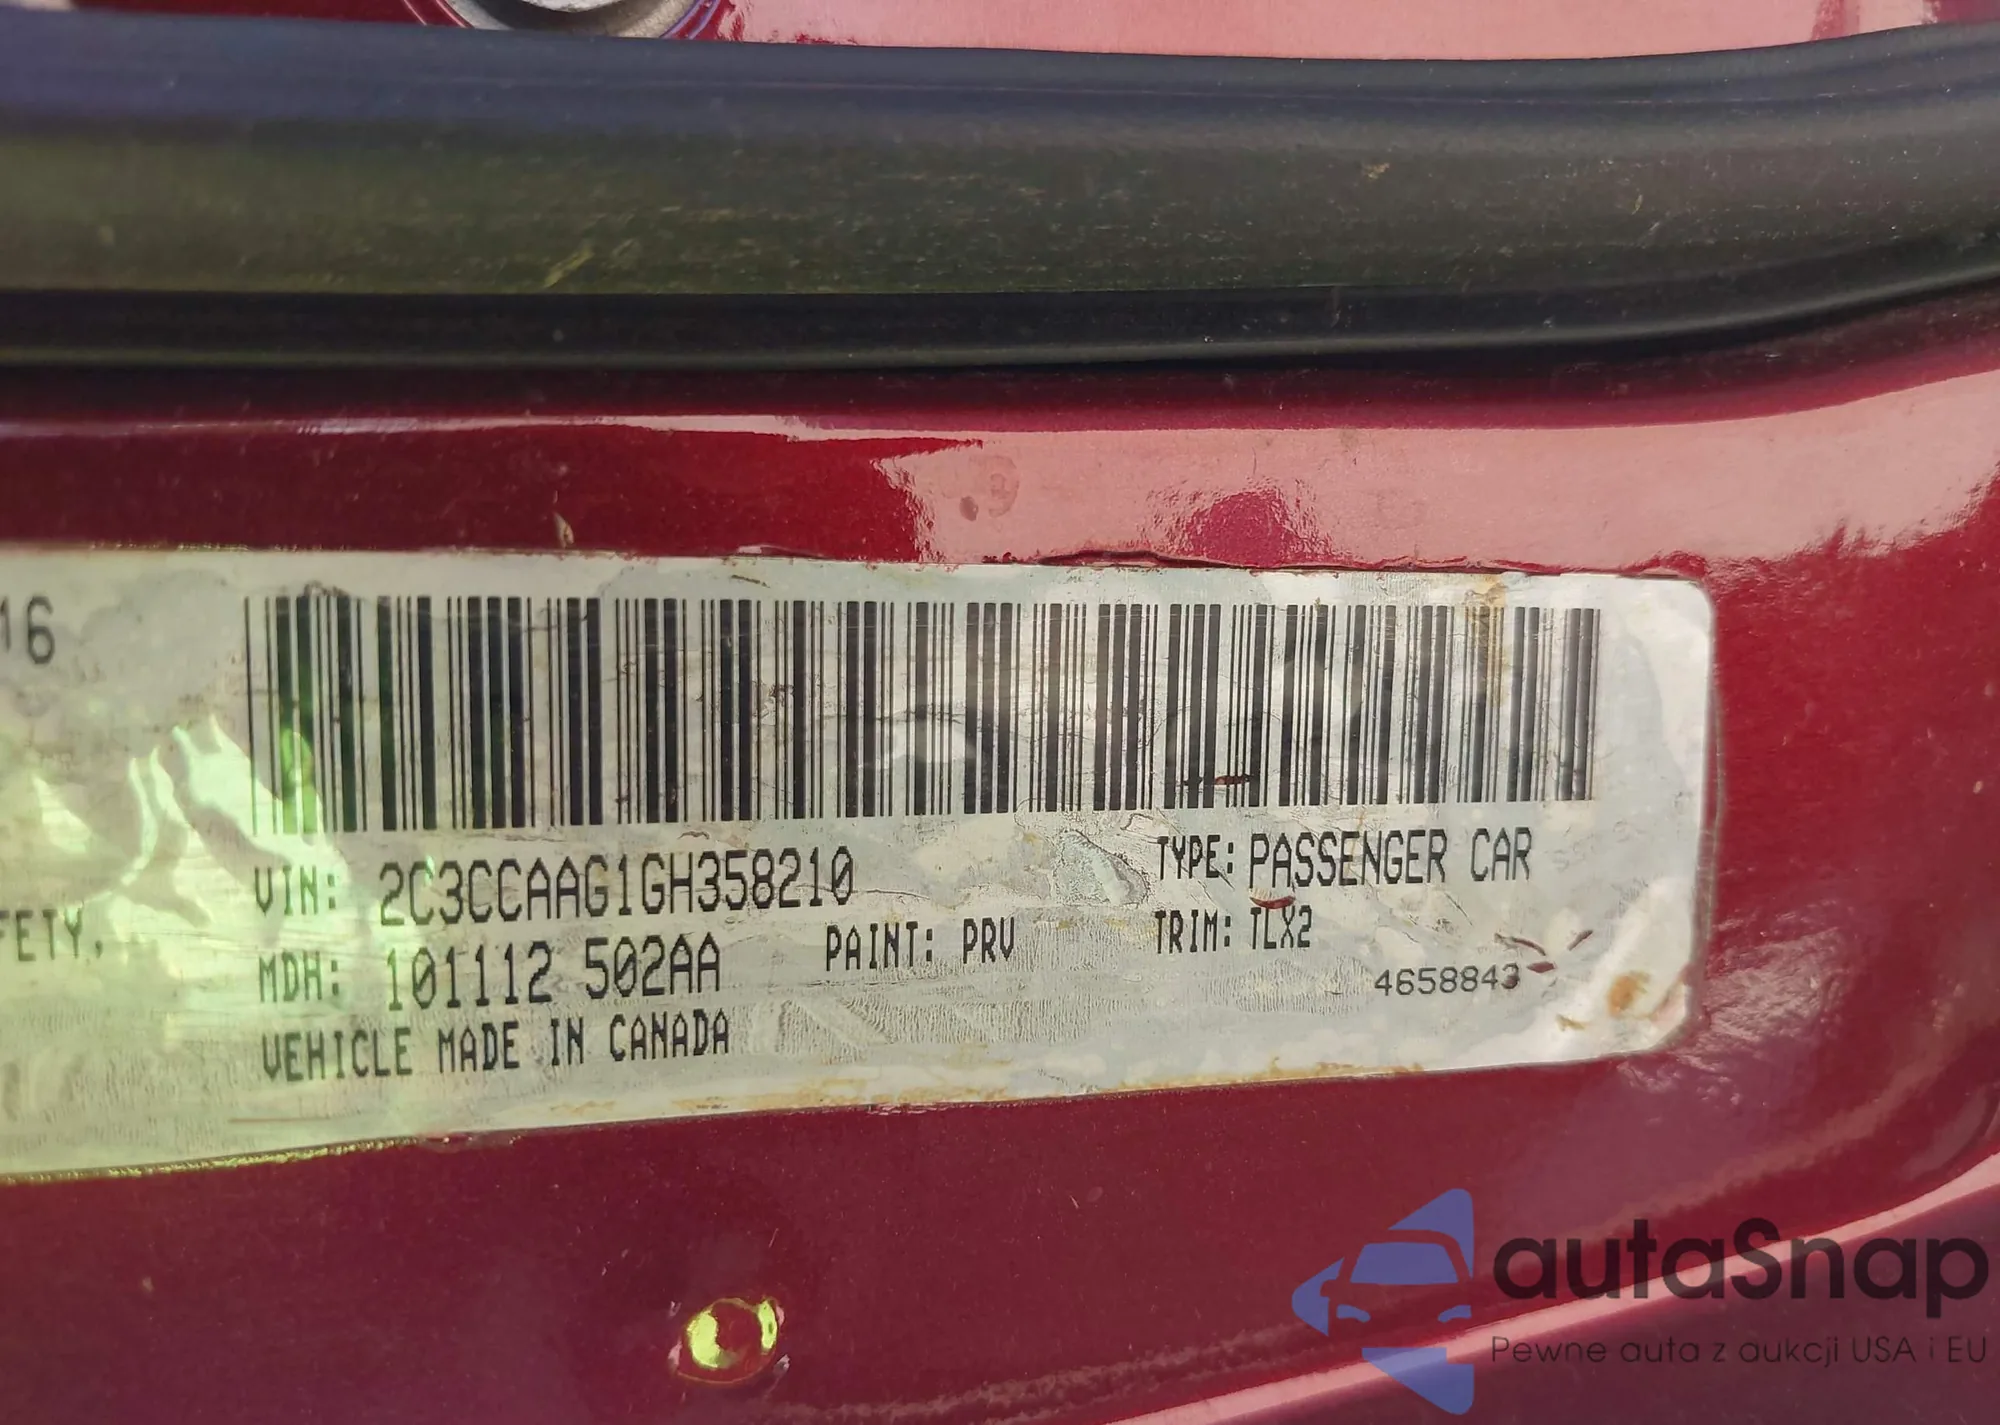 16
VIN: 2C3CCAAG1GH358210
TYPE: PASSENGER CAR
FETY,
MDH: 101112 502AA
PAINT: PRV
TRIM: TLX2
4658843
VEHICLE MADE IN CANADA
autaSnap
Pewne auta z aukcji USA i EU